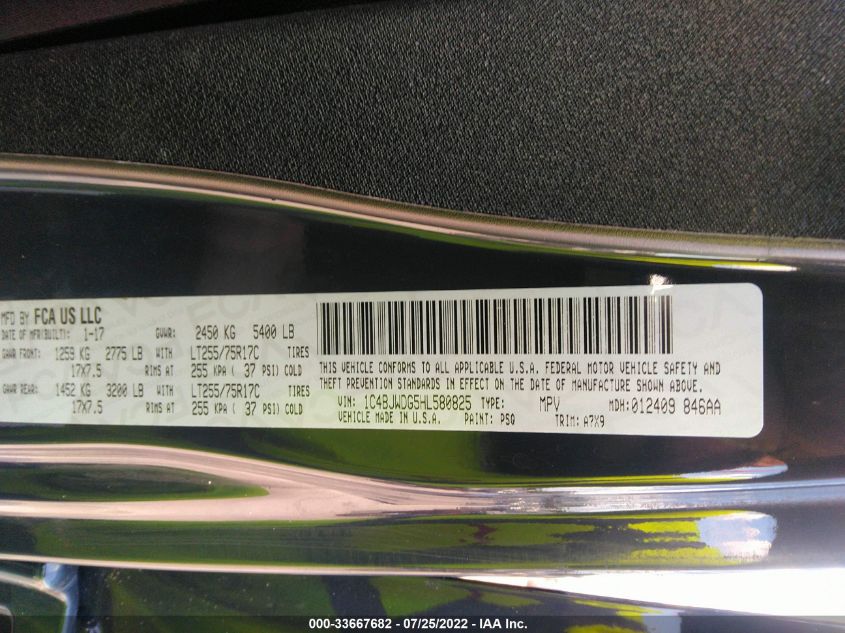 MFD BY FCA US LLC
DATE OF MFR(BUILT): 1-17 GVWR: 2450 KG 5400 LB
GAWR FRONT: 1259 KG 2775 LB WITH LT255/75R17C TIRES
17X7.5 RIMS AT 255 KPA ( 37 PSI) COLD
GAWR REAR: 1452 KG 3200 LB WITH LT255/75R17C TIRES
17X7.5 RIMS AT 255 KPA ( 37 PSI) COLD
THIS VEHICLE CONFORMS TO ALL APPLICABLE U.S.A. FEDERAL MOTOR VEHICLE SAFETY AND
THEFT PREVENTION STANDARDS IN EFFECT ON THE DATE OF MANUFACTURE SHOWN ABOVE.
VIN: 1C4BJWDG5HL580825 TYPE: MPV MDH: 012409 846AA
VEHICLE MADE IN U.S.A. PAINT: PSQ TRIM: A7X9
000-33667682 - 07/25/2022 - IAA Inc.